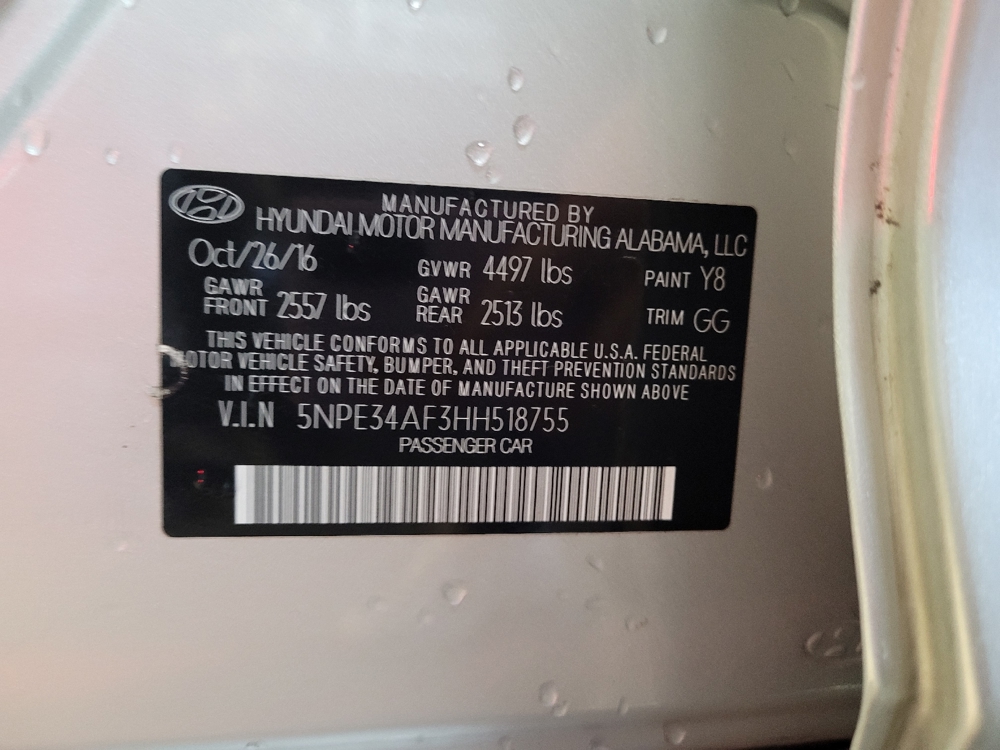 MANUFACTURED BY
HYUNDAI MOTOR MANUFACTURING ALABAMA, LLC
Oct/26/16 GVWR 4497 lbs PAINT Y8
GAWR FRONT 2557 lbs GAWR REAR 2513 lbs TRIM GG
THIS VEHICLE CONFORMS TO ALL APPLICABLE U.S.A. FEDERAL
MOTOR VEHICLE SAFETY, BUMPER, AND THEFT PREVENTION STANDARDS
IN EFFECT ON THE DATE OF MANUFACTURE SHOWN ABOVE
V.I.N 5NPE34AF3HH518755
PASSENGER CAR